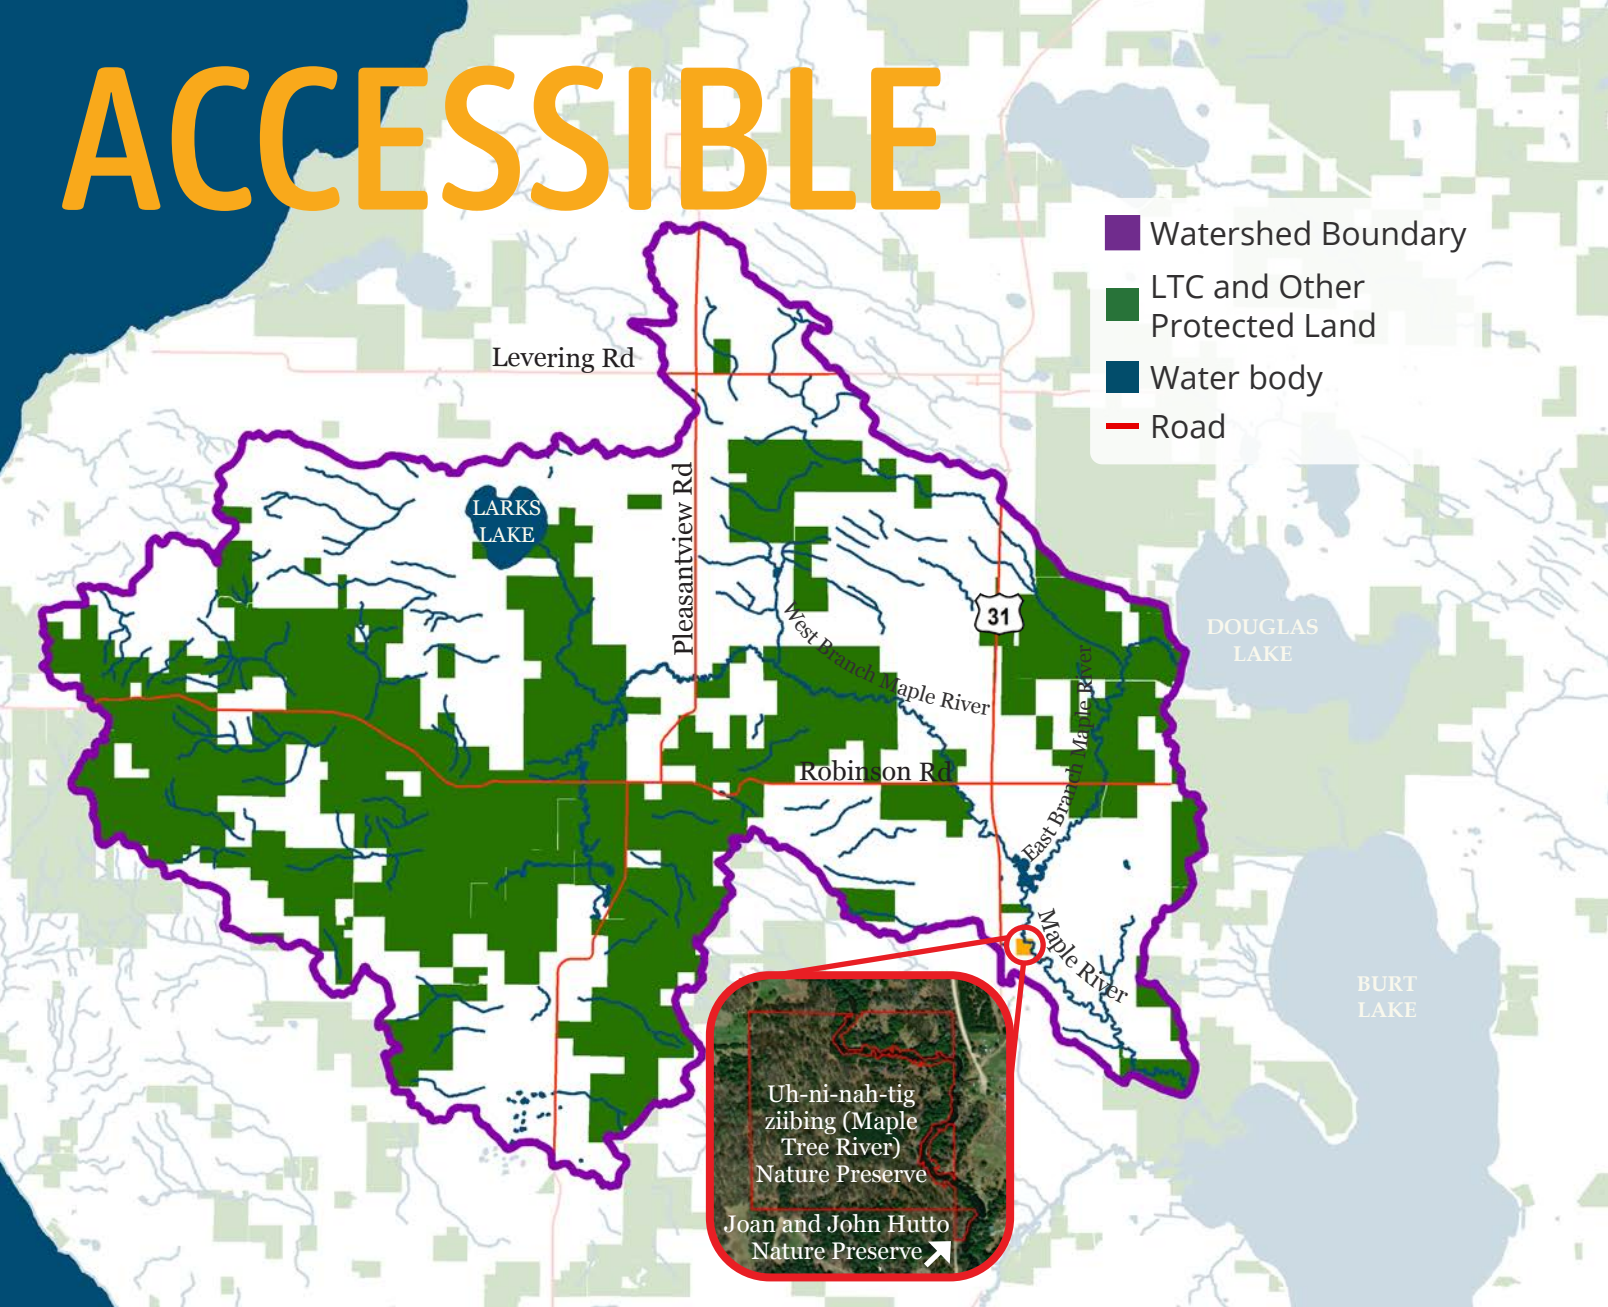 ACCESSIBLE
Watershed Boundary
LTC and Other
Protected Land
Water body
Road
Levering Rd
Pleasantview Rd
LARKS
LAKE
31
West Branch Maple River
DOUGLAS
LAKE
East Branch Maple River
Robinson Rd
Maple River
BURT
LAKE
Uh-ni-nah-tig
ziibing (Maple
Tree River)
Nature Preserve
Joan and John Hutto
Nature Preserve